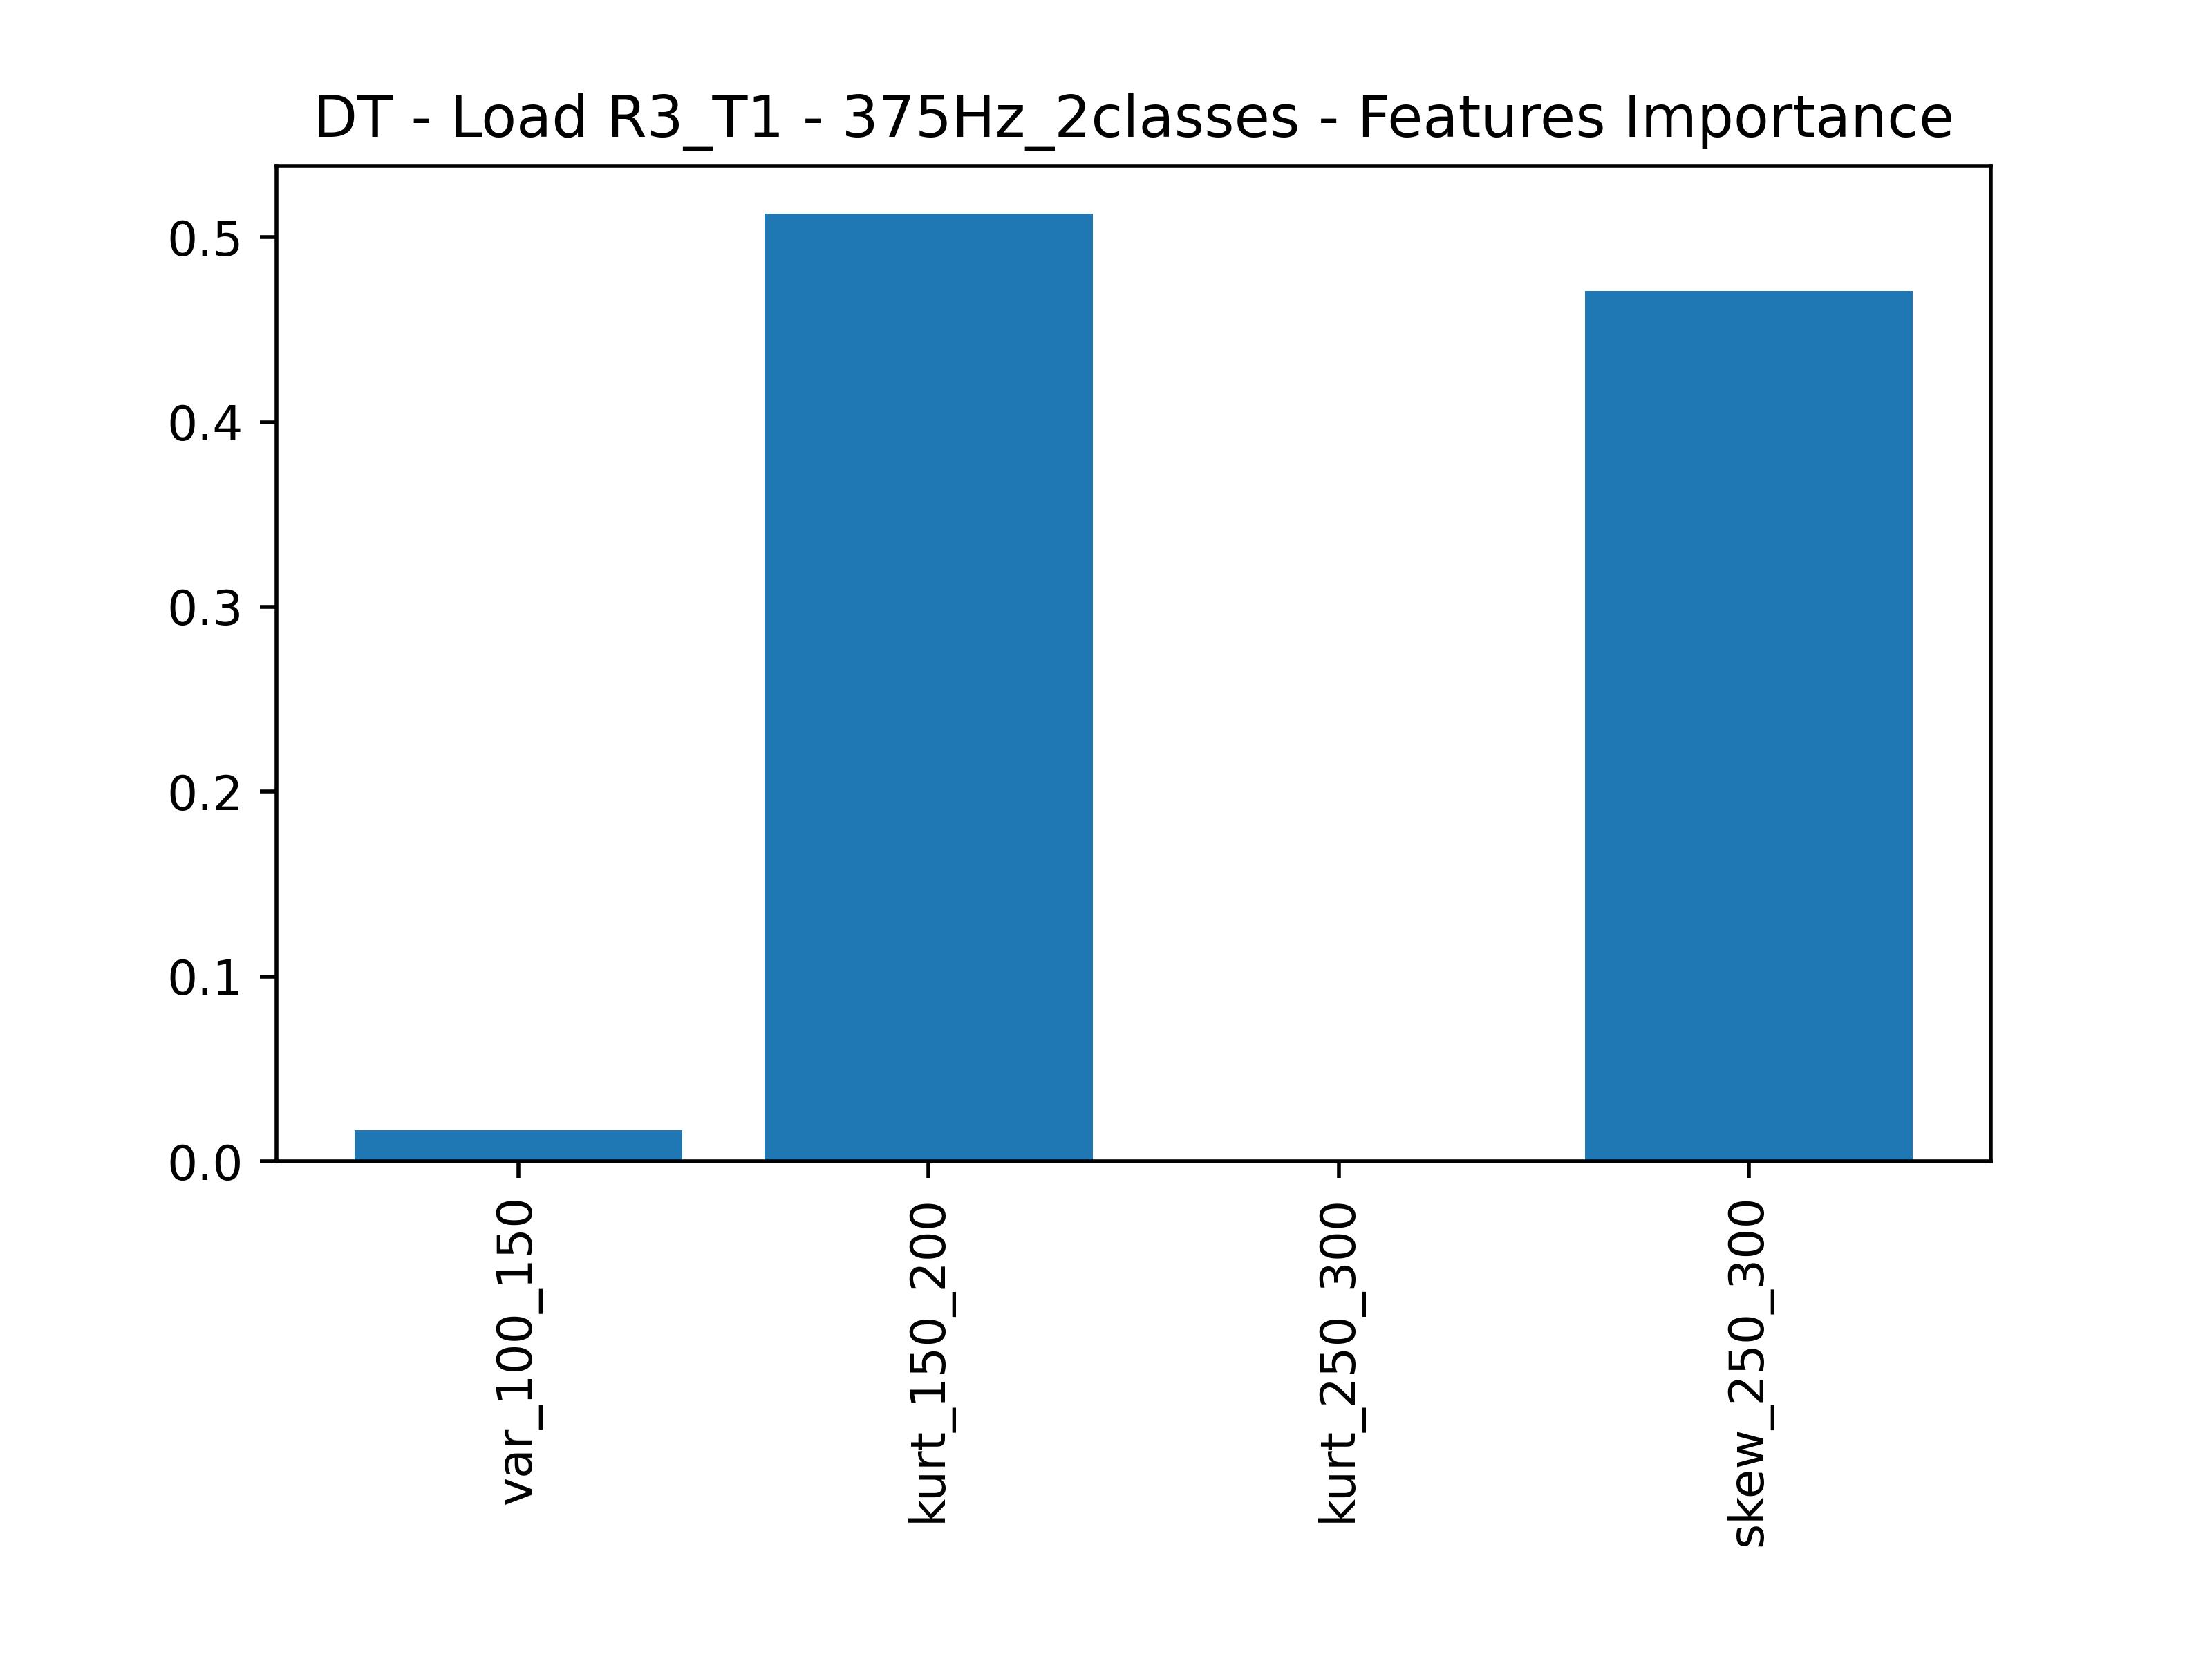 DT - Load R3_T1 - 375Hz_2classes - Features Importance
0.5
0.4
0.3
0.2
0.1
0.0
var_100_150
kurt_150_200
kurt_250_300
skew_250_300